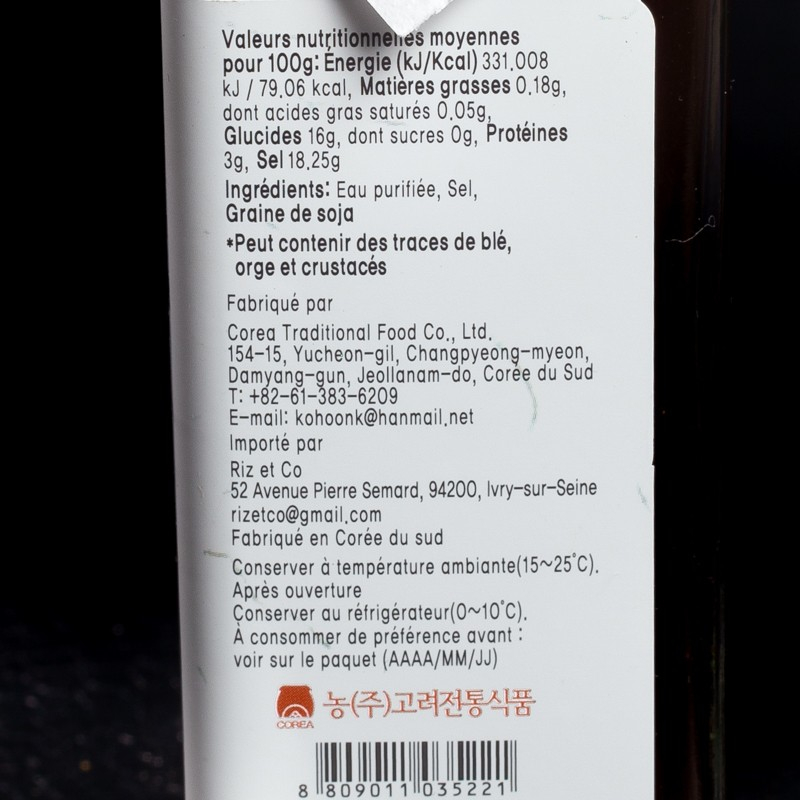 Valeurs nutritionnelles moyennes
pour 100g: Énergie (kJ/Kcal) 331.008
kJ / 79.06 kcal, Matières grasses 0.18g,
dont acides gras saturés 0.05g,
Glucides 16g, dont sucres 0g, Protéines
3g, Sel 18.25g
Ingrédients: Eau purifiée, Sel,
Graine de soja
*Peut contenir des traces de blé,
orge et crustacés
Fabriqué par
Corea Traditional Food Co., Ltd.
154-15, Yucheon-gil, Changpyeong-myeon,
Damyang-gun, Jeollanam-do, Corée du Sud
T: +82-61-383-6209
E-mail: kohoonk@hanmail.net
Importé par
Riz et Co
52 Avenue Pierre Semard, 94200, Ivry-sur-Seine
rizetco@gmail.com
Fabriqué en Corée du sud
Conserver à température ambiante(15~25°C).
Après ouverture
Conserver au réfrigérateur(0~10°C).
À consommer de préférence avant :
voir sur le paquet (AAAA/MM/JJ)
COREA 농(주)고려전통식품
8 809011 035221